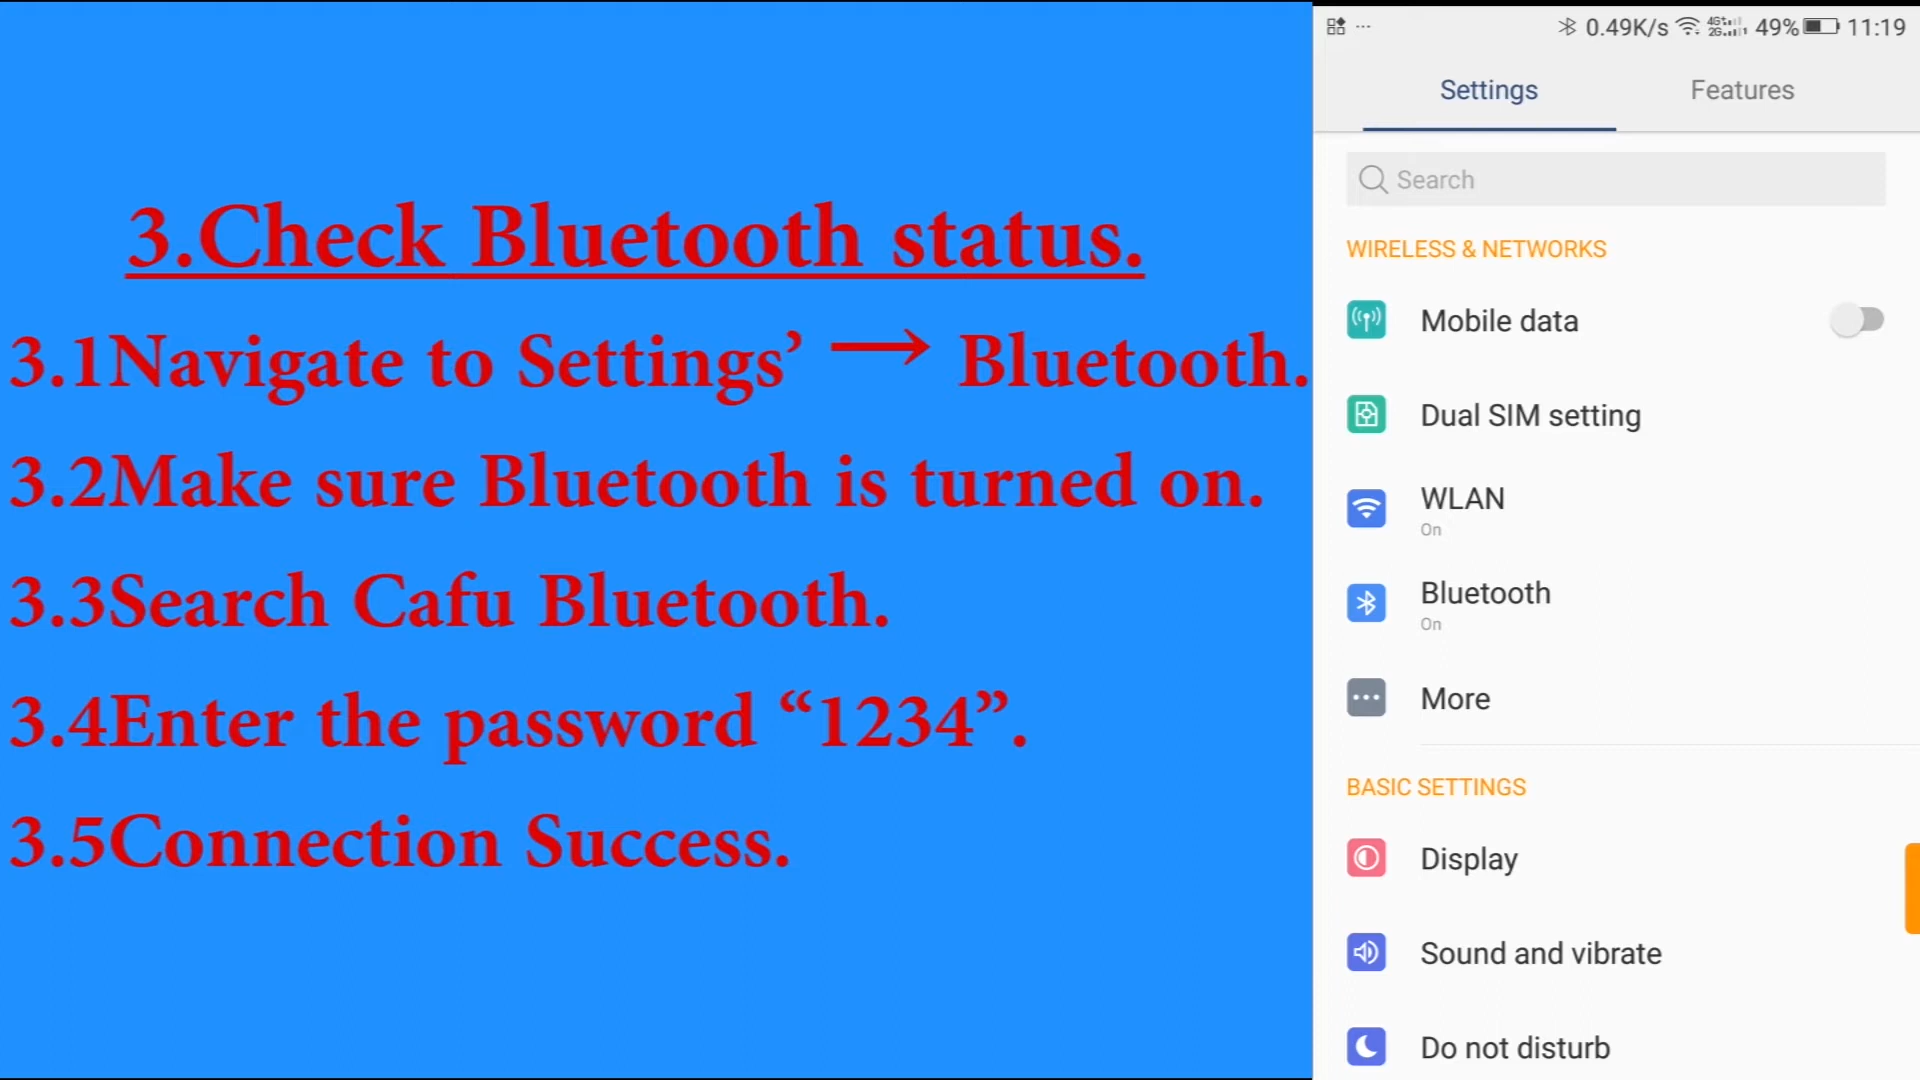 3.Check Bluetooth status.
3.1Navigate to Settings’ → Bluetooth.
3.2Make sure Bluetooth is turned on.
3.3Search Cafu Bluetooth.
3.4Enter the password “1234”.
3.5Connection Success.
0.49K/s 4G+ 2G 49% 11:19
Settings Features
Search
WIRELESS & NETWORKS
Mobile data
Dual SIM setting
WLAN
On
Bluetooth
On
More
BASIC SETTINGS
Display
Sound and vibrate
Do not disturb